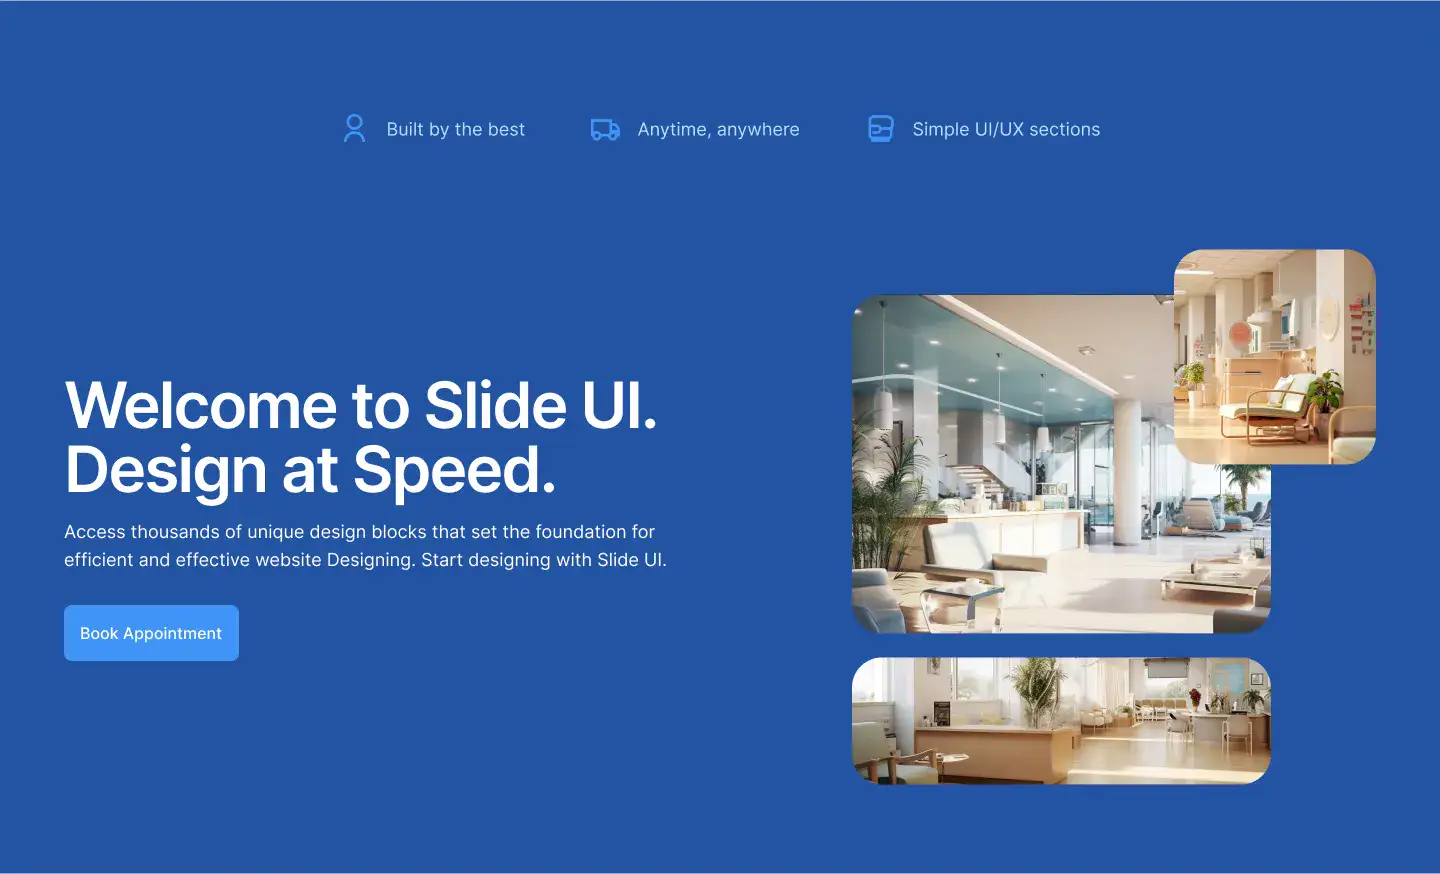 Built by the best
Anytime, anywhere
Simple UI/UX sections
Welcome to Slide UI.
Design at Speed.
Access thousands of unique design blocks that set the foundation for
efficient and effective website Designing. Start designing with Slide UI.
Book Appointment